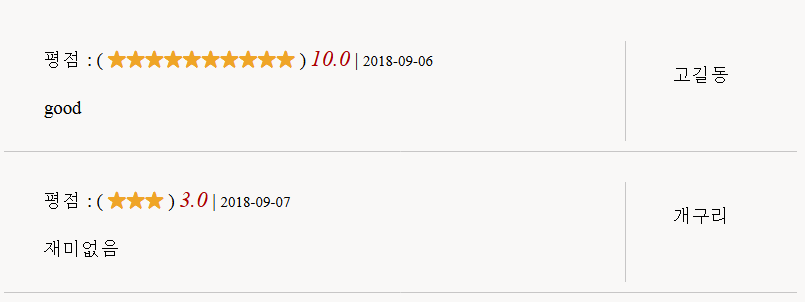 평점 : ( ★★★★★★★★★★ ) 10.0 | 2018-09-06
고길동
good
평점 : ( ★★★ ) 3.0 | 2018-09-07
개구리
재미없음